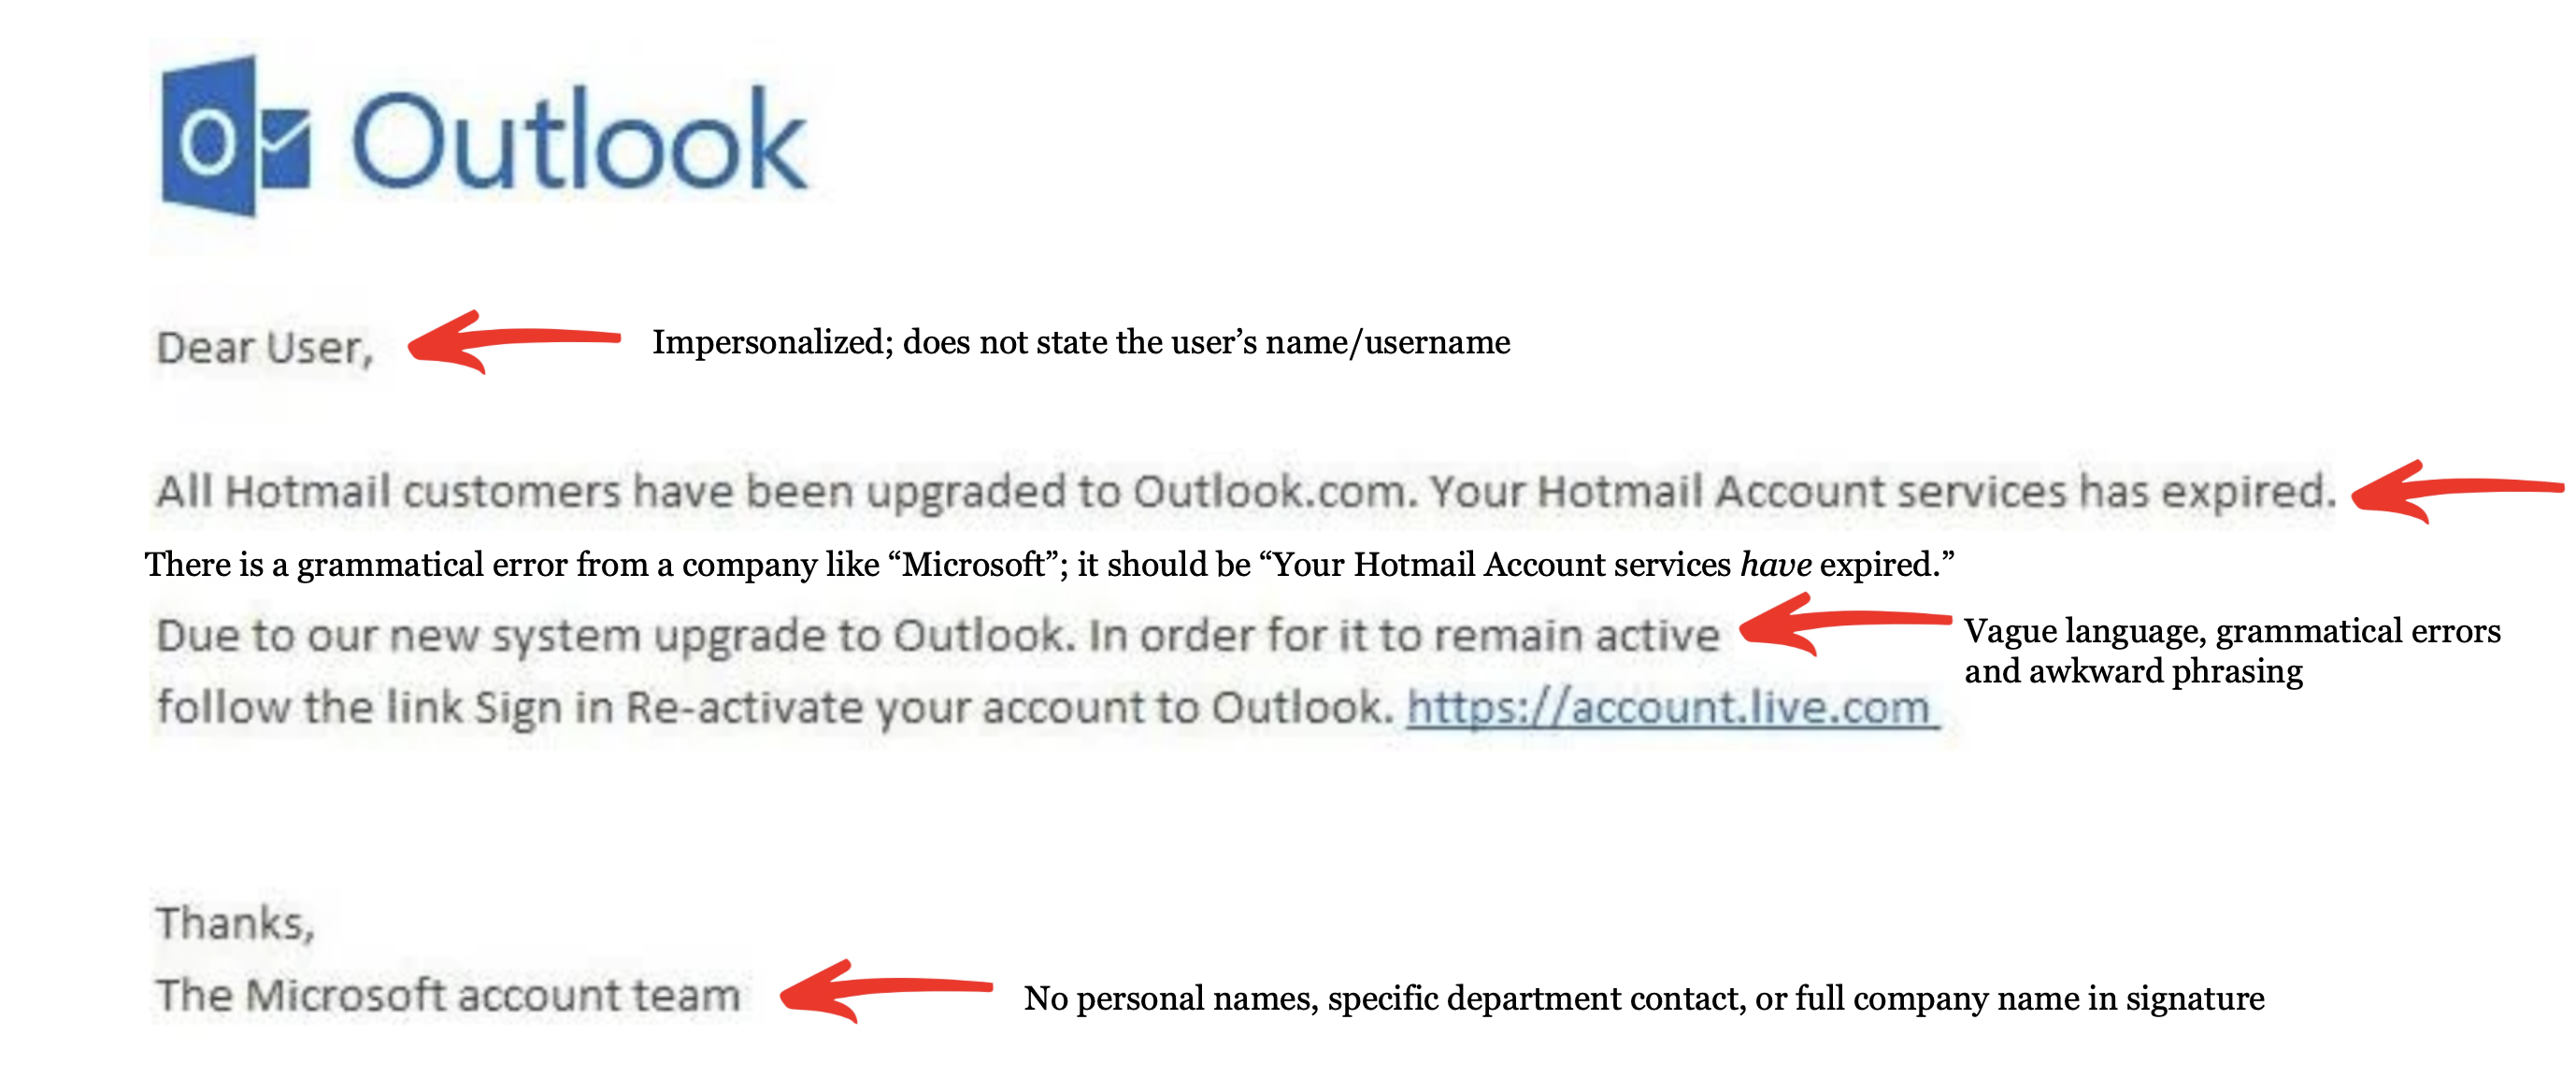 Outlook
Dear User,
Impersonalized; does not state the user’s name/username
All Hotmail customers have been upgraded to Outlook.com. Your Hotmail Account services has expired.
There is a grammatical error from a company like “Microsoft”; it should be “Your Hotmail Account services have expired.”
Due to our new system upgrade to Outlook. In order for it to remain active
Vague language, grammatical errors
and awkward phrasing
follow the link Sign in Re-activate your account to Outlook. https://account.live.com
Thanks,
The Microsoft account team
No personal names, specific department contact, or full company name in signature